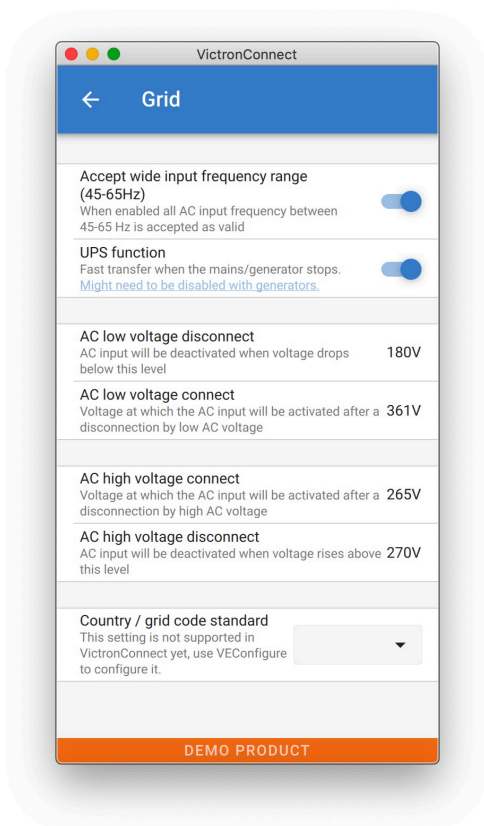 VictronConnect
Grid
Accept wide input frequency range
(45-65Hz)
When enabled all AC input frequency between
45-65 Hz is accepted as valid
UPS function
Fast transfer when the mains/generator stops.
Might need to be disabled with generators.
AC low voltage disconnect
AC input will be deactivated when voltage drops
below this level
180V
AC low voltage connect
Voltage at which the AC input will be activated after a
disconnection by low AC voltage
361V
AC high voltage connect
Voltage at which the AC input will be activated after a
disconnection by high AC voltage
265V
AC high voltage disconnect
AC input will be deactivated when voltage rises above
this level
270V
Country / grid code standard
This setting is not supported in
VictronConnect yet, use VEConfigure
to configure it.
DEMO PRODUCT